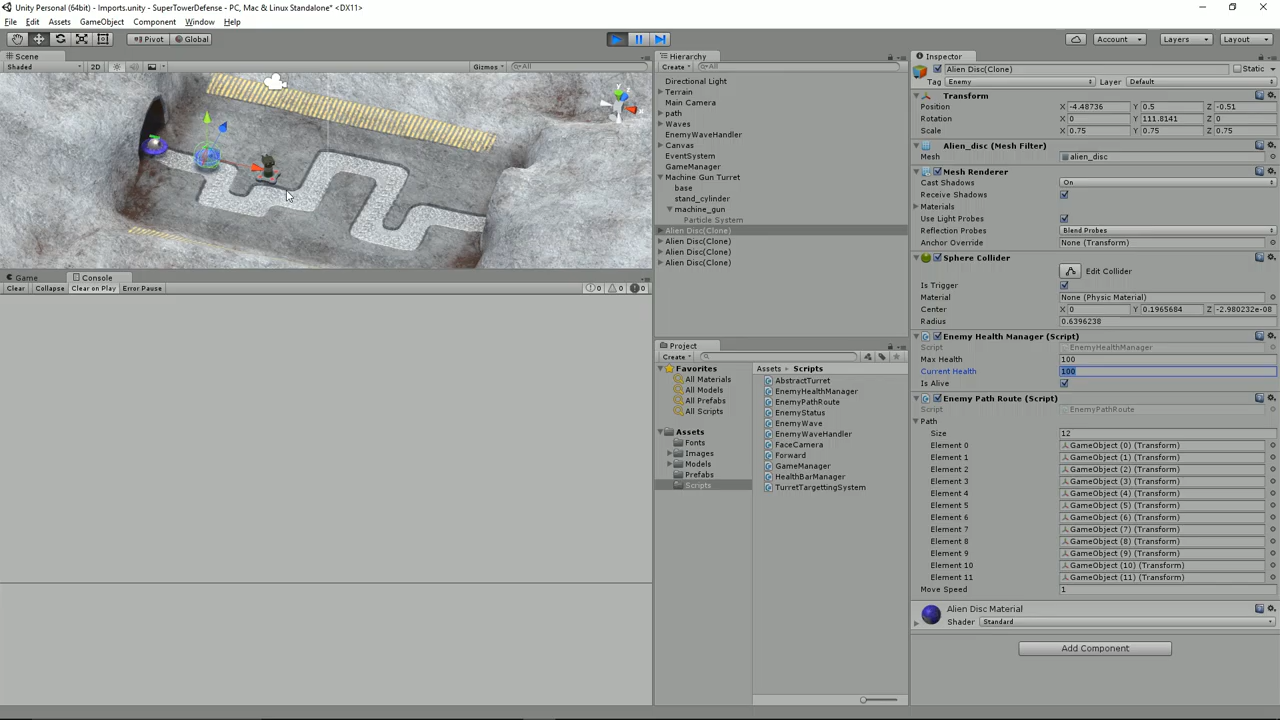 Unity Personal (64bit) - Imports.unity - SuperTowerDefense - PC, Mac & Linux Standalone* <DX11>
File Edit Assets GameObject Component Window Help
Pivot Global Account Layers Layout
Scene
Shaded 2D Gizmos All
Game Console
Clear Collapse Clear on Play Error Pause 0 0 0
Hierarchy
Create All
Directional Light
Terrain
Main Camera
path
Waves
EnemyWaveHandler
Canvas
EventSystem
GameManager
Machine Gun Turret
base
stand_cylinder
machine_gun
Particle System
Alien Disc(Clone)
Alien Disc(Clone)
Alien Disc(Clone)
Alien Disc(Clone)
Project
Create
Favorites
All Materials
All Models
All Prefabs
All Scripts
Assets
Fonts
Images
Models
Prefabs
Scripts
Assets Scripts
AbstractTurret
EnemyHealthManager
EnemyPathRoute
EnemyStatus
EnemyWave
EnemyWaveHandler
FaceCamera
Forward
GameManager
HealthBarManager
TurretTargettingSystem
Inspector
Alien Disc(Clone) Static
Tag Enemy Layer Default
Transform
Position X -4.48736 Y 0.5 Z -0.51
Rotation X 0 Y 111.8141 Z 0
Scale X 0.75 Y 0.75 Z 0.75
Alien_disc (Mesh Filter)
Mesh alien_disc
Mesh Renderer
Cast Shadows On
Receive Shadows
Materials
Use Light Probes
Reflection Probes Blend Probes
Anchor Override None (Transform)
Sphere Collider
Edit Collider
Is Trigger
Material None (Physic Material)
Center X 0 Y 0.1965684 Z -2.980232e-08
Radius 0.6396238
Enemy Health Manager (Script)
Script EnemyHealthManager
Max Health 100
Current Health 100
Is Alive
Enemy Path Route (Script)
Script EnemyPathRoute
Path
Size 12
Element 0 GameObject (0) (Transform)
Element 1 GameObject (1) (Transform)
Element 2 GameObject (2) (Transform)
Element 3 GameObject (3) (Transform)
Element 4 GameObject (4) (Transform)
Element 5 GameObject (5) (Transform)
Element 6 GameObject (6) (Transform)
Element 7 GameObject (7) (Transform)
Element 8 GameObject (8) (Transform)
Element 9 GameObject (9) (Transform)
Element 10 GameObject (10) (Transform)
Element 11 GameObject (11) (Transform)
Move Speed 1
Alien Disc Material
Shader Standard
Add Component